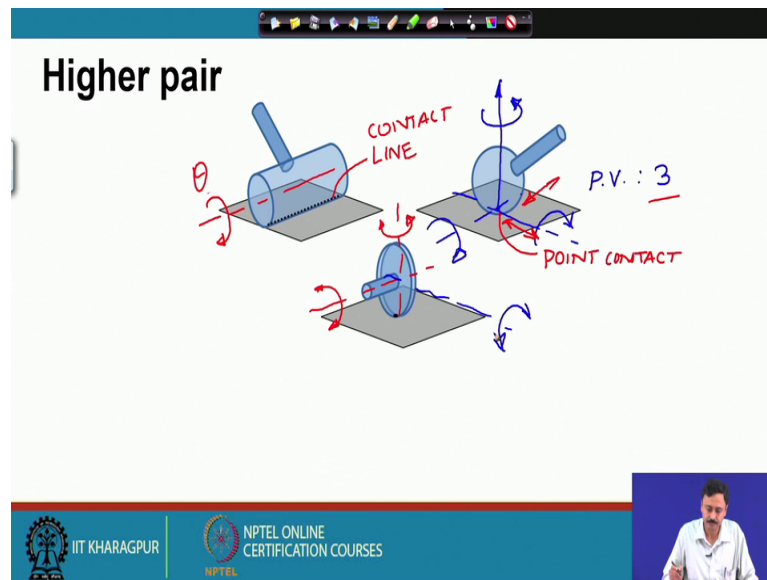 Higher pair
CONTACT
LINE
θ
P.V. : 3
POINT CONTACT
IIT KHARAGPUR
NPTEL
NPTEL ONLINE
CERTIFICATION COURSES